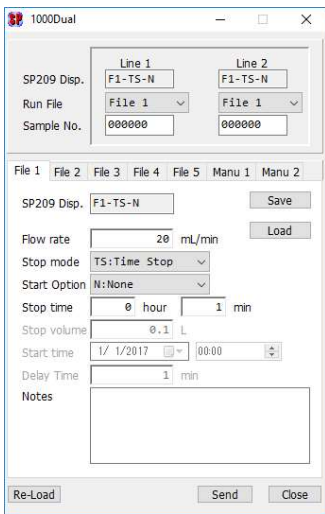 1000Dual
Line 1 Line 2
SP209 Disp. F1-TS-N F1-TS-N
Run File File 1 File 1
Sample No. 000000 000000
File 1 File 2 File 3 File 4 File 5 Manu 1 Manu 2
SP209 Disp. F1-TS-N Save
Load
Flow rate 20 mL/min
Stop mode TS:Time Stop
Start Option N:None
Stop time 0 hour 1 min
Stop volume 0.1 L
Start time 1/ 1/2017 00:00
Delay Time 1 min
Notes
Re-Load Send Close